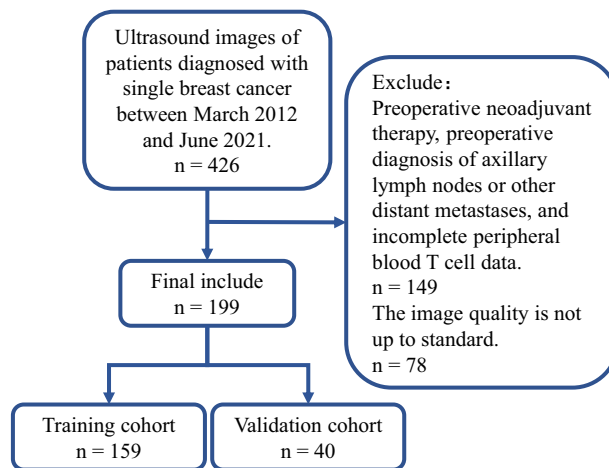 Ultrasound images of
patients diagnosed with
single breast cancer
between March 2012
and June 2021.
n = 426
Exclude：
Preoperative neoadjuvant
therapy, preoperative
diagnosis of axillary
lymph nodes or other
distant metastases, and
incomplete peripheral
blood T cell data.
n = 149
The image quality is not
up to standard.
n = 78
Final include
n = 199
Training cohort
n = 159
Validation cohort
n = 40